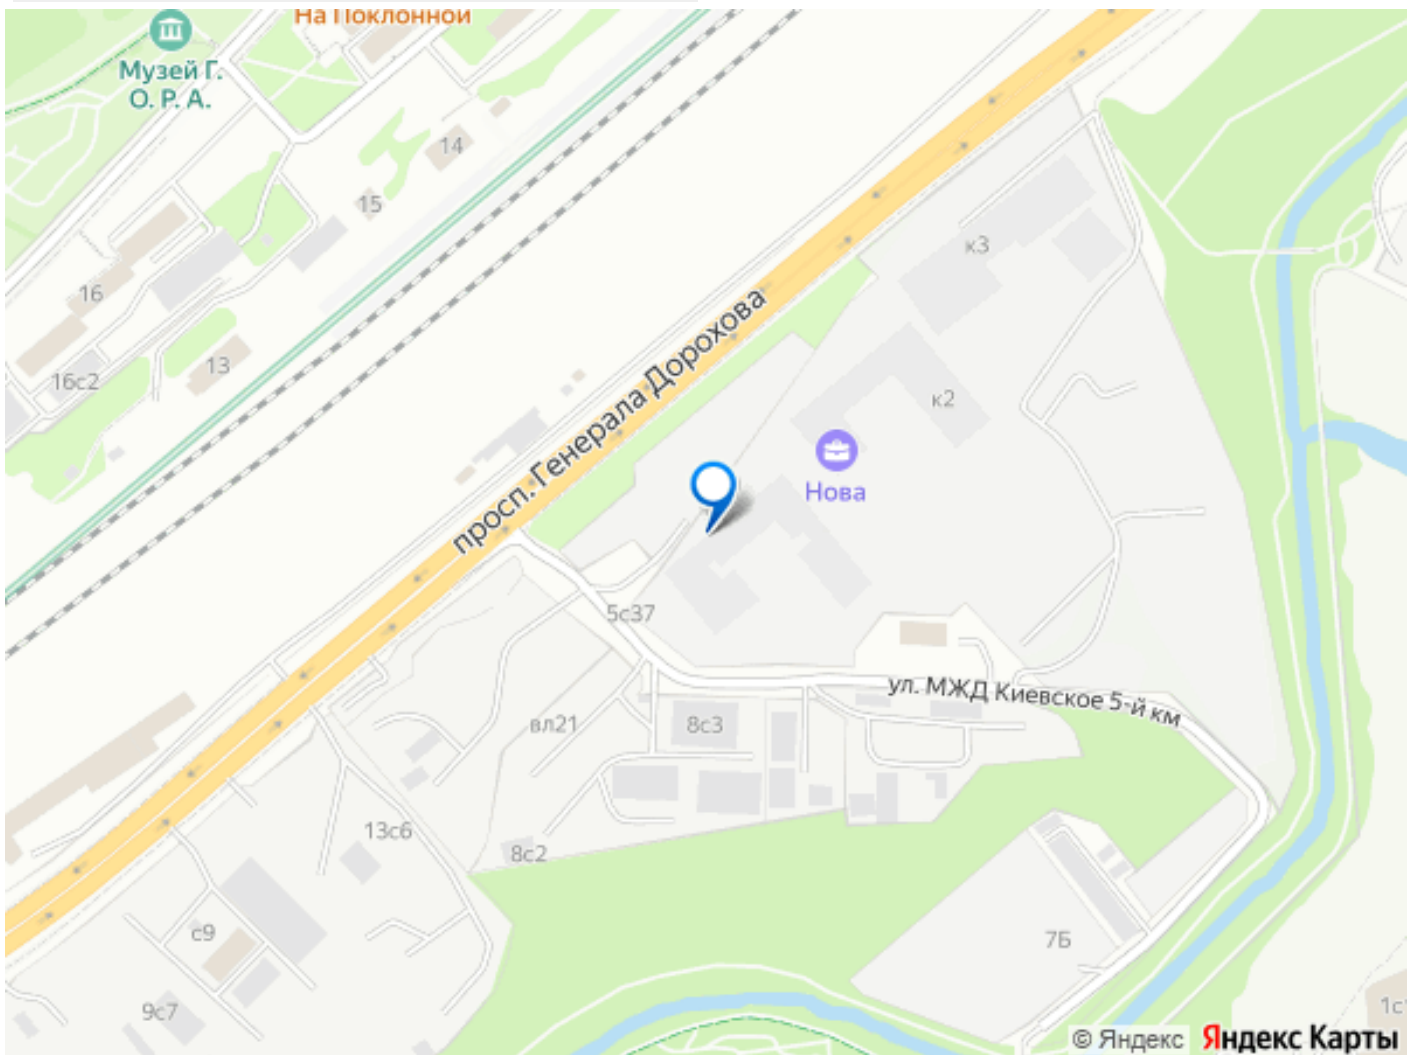 На Поклонной
Музей Г.
О. Р. А.
14
15
к3
16
просп. Генерала Дорохова
13
16с2
к2
Нова
5с37
ул. МЖД Киевское 5-й км
вл21
8с3
13с6
8с2
с9
7Б
9с7
© Яндекс Яндекс Карты